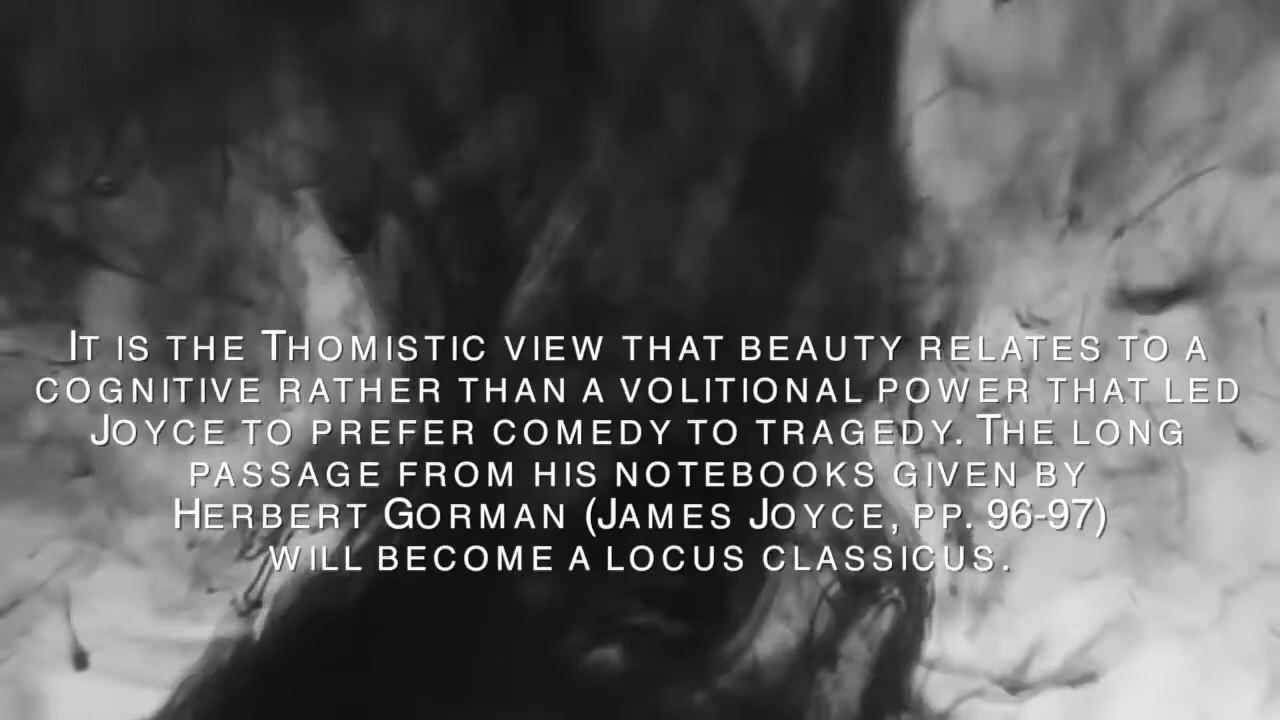 It is the Thomistic view that beauty relates to a
cognitive rather than a volitional power that led
Joyce to prefer comedy to tragedy. The long
passage from his notebooks given by
Herbert Gorman (James Joyce, pp. 96-97)
will become a locus classicus.